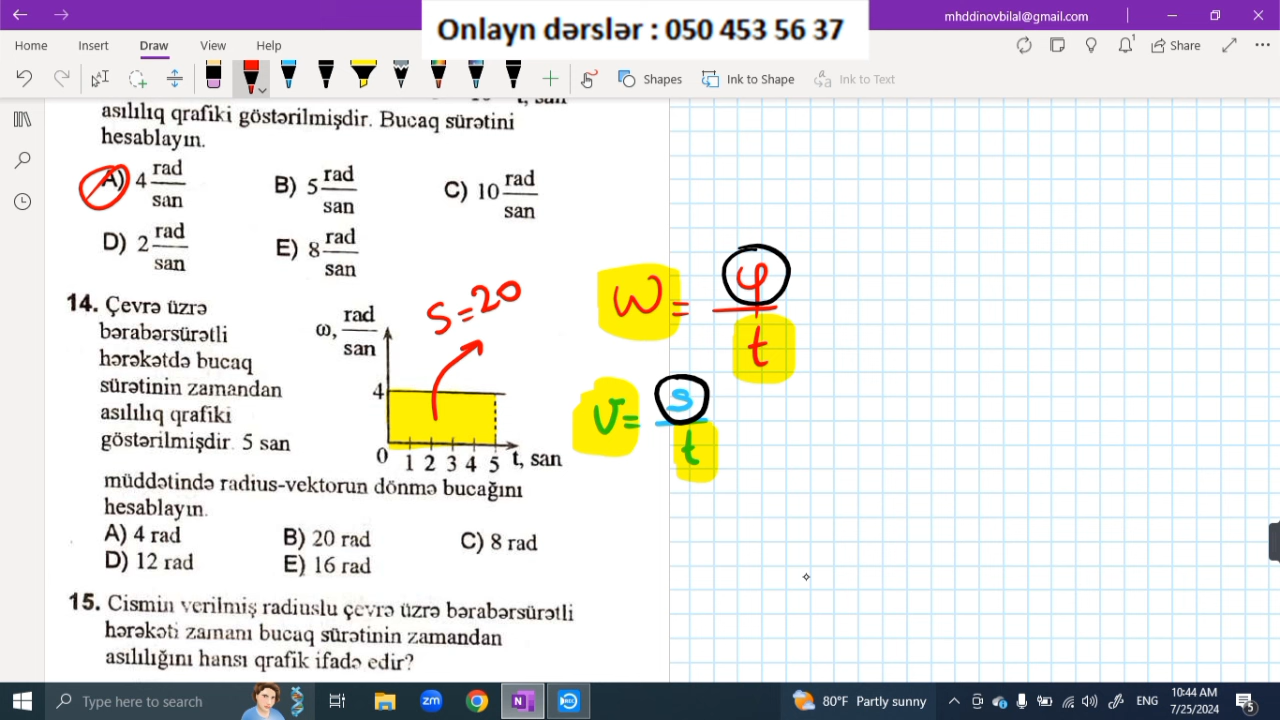 mhddinovbilal@gmail.com
Onlayn dərslər : 050 453 56 37
Home Insert Draw View Help
Share
Shapes
Ink to Shape
Ink to Text
t, san
asılılıq qrafiki göstərilmişdir. Bucaq sürətini
hesablayın.
A) 4 rad/san B) 5 rad/san C) 10 rad/san
D) 2 rad/san E) 8 rad/san
14. Çevrə üzrə
bərabərsürətli
hərəkətdə bucaq
sürətinin zamandan
asılılıq qrafiki
göstərilmişdir. 5 san
ω, rad/san
4
0 1 2 3 4 5 t, san
S=20
müddətində radius-vektorun dönmə bucağını
hesablayın.
A) 4 rad B) 20 rad C) 8 rad
D) 12 rad E) 16 rad
15. Cismin verilmiş radiuslu çevrə üzrə bərabərsürətli
hərəkəti zamanı bucaq sürətinin zamandan
asılılığını hansı qrafik ifadə edir?
ω = φ/t
v = s/t
Type here to search
zm
N
80°F Partly sunny
ENG
10:44 AM
7/25/2024
5